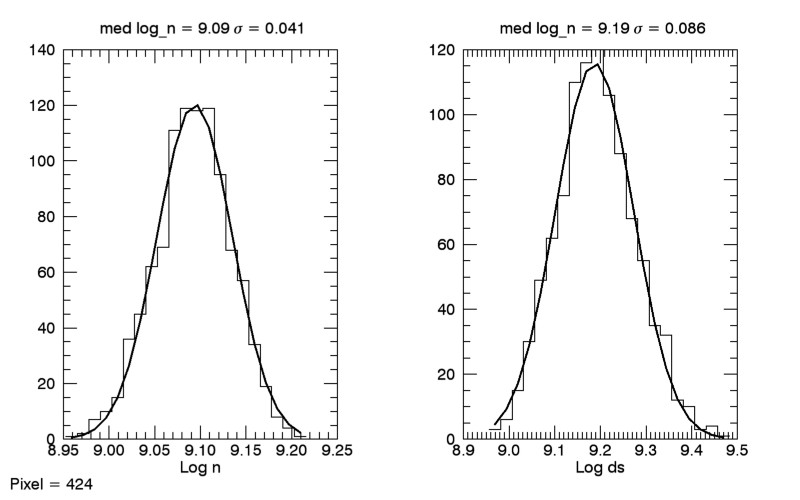 med log_n = 9.09 σ = 0.041
med log_n = 9.19 σ = 0.086
140
120
100
80
60
40
20
0
8.95 9.00 9.05 9.10 9.15 9.20 9.25
Log n
120
100
80
60
40
20
0
8.9 9.0 9.1 9.2 9.3 9.4 9.5
Log ds
Pixel = 424